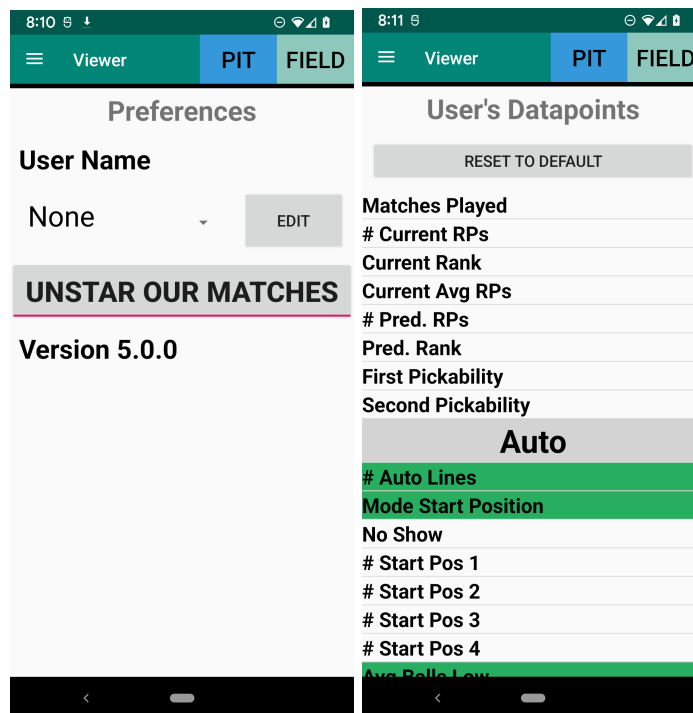 8:10
Viewer PIT FIELD
Preferences
User Name
None EDIT
UNSTAR OUR MATCHES
Version 5.0.0
8:11
Viewer PIT FIELD
User's Datapoints
RESET TO DEFAULT
Matches Played
# Current RPs
Current Rank
Current Avg RPs
# Pred. RPs
Pred. Rank
First Pickability
Second Pickability
Auto
# Auto Lines
Mode Start Position
No Show
# Start Pos 1
# Start Pos 2
# Start Pos 3
# Start Pos 4
Avg Balls Low